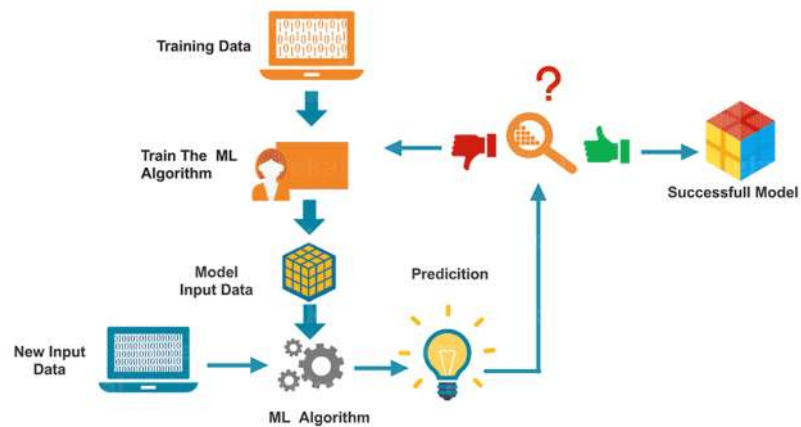 Training Data
Train The ML
Algorithm
?
Successfull Model
Model
Input Data
Predicition
New Input
Data
ML Algorithm